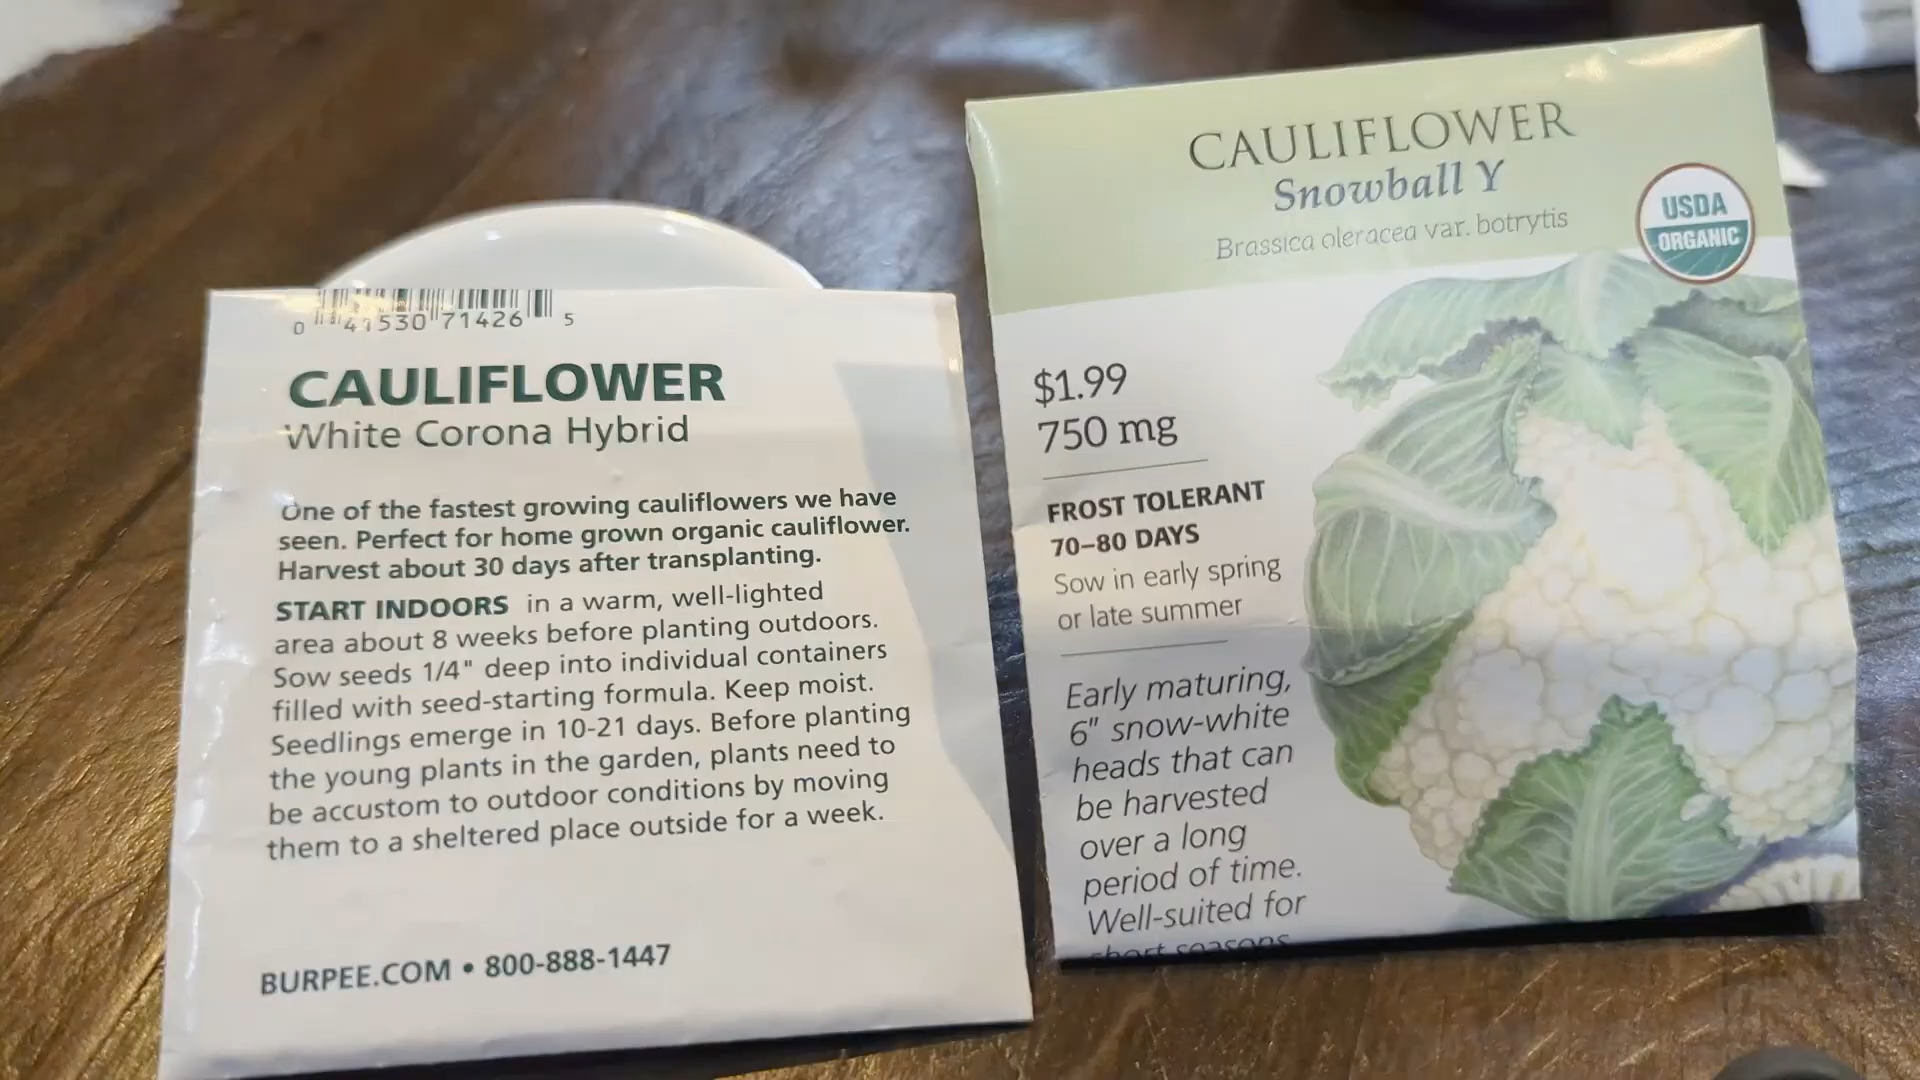 0 41530 71426 5
CAULIFLOWER
White Corona Hybrid
One of the fastest growing cauliflowers we have
seen. Perfect for home grown organic cauliflower.
Harvest about 30 days after transplanting.
START INDOORS in a warm, well-lighted
area about 8 weeks before planting outdoors.
Sow seeds 1/4" deep into individual containers
filled with seed-starting formula. Keep moist.
Seedlings emerge in 10-21 days. Before planting
the young plants in the garden, plants need to
be accustom to outdoor conditions by moving
them to a sheltered place outside for a week.
BURPEE.COM • 800-888-1447
CAULIFLOWER
Snowball Y
Brassica oleracea var. botrytis
USDA
ORGANIC
$1.99
750 mg
FROST TOLERANT
70–80 DAYS
Sow in early spring
or late summer
Early maturing,
6" snow-white
heads that can
be harvested
over a long
period of time.
Well-suited for
short seasons